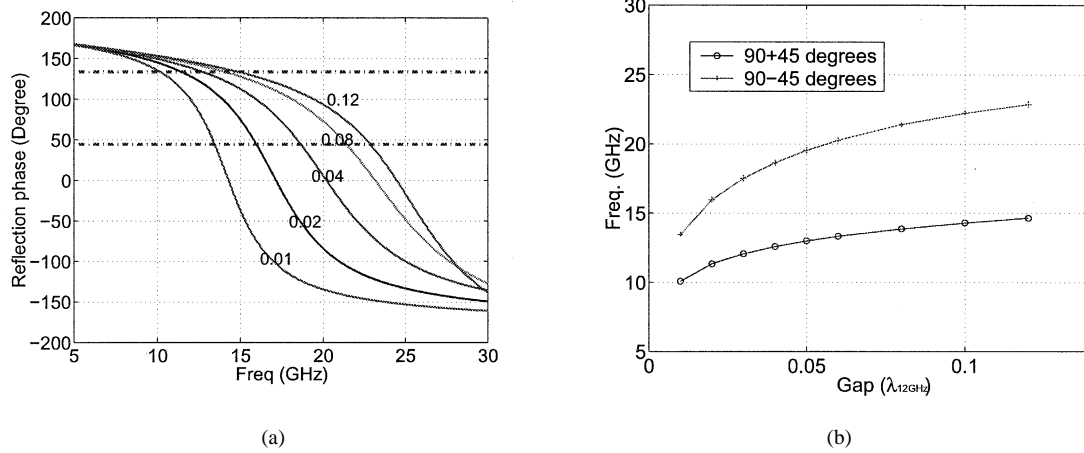 200
150
100
50
0
−50
−100
−150
−200
Reflection phase (Degree)
0.12
0.08
0.04
0.02
0.01
5 10 15 20 25 30
Freq (GHz)
(a)
30
25
20
15
10
5
Freq. (GHz)
90+45 degrees
90−45 degrees
0 0.05 0.1
Gap (λ12GHz)
(b)